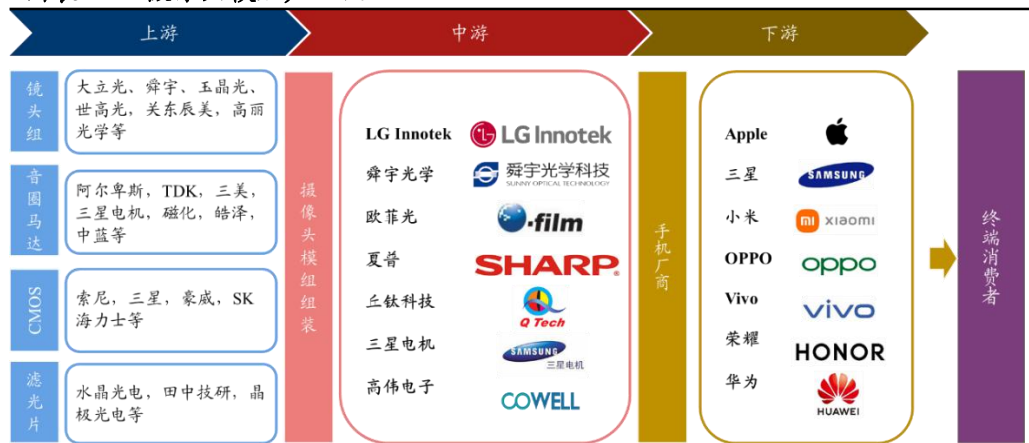 上游
中游
下游
镜头组
大立光、舜宇、玉晶光、
世高光，关东辰美，高丽
光学等
音圈马达
阿尔卑斯，TDK，三美，
三星电机，磁化，皓泽，
中蓝等
CMOS
索尼，三星，豪威，SK
海力士等
滤光片
水晶光电，田中技研，晶
极光电等
摄像头模组组装
LG Innotek
LG Innotek
舜宇光学
舜宇光学科技
SUNNY OPTICAL TECHNOLOGY
欧菲光
-film
夏普
SHARP
丘钛科技
Q Tech
三星电机
SAMSUNG
三星电机
高伟电子
COWELL
手机厂商
Apple
三星
SAMSUNG
小米
mi xiaomi
OPPO
oppo
Vivo
vivo
荣耀
HONOR
华为
HUAWEI
终端消费者